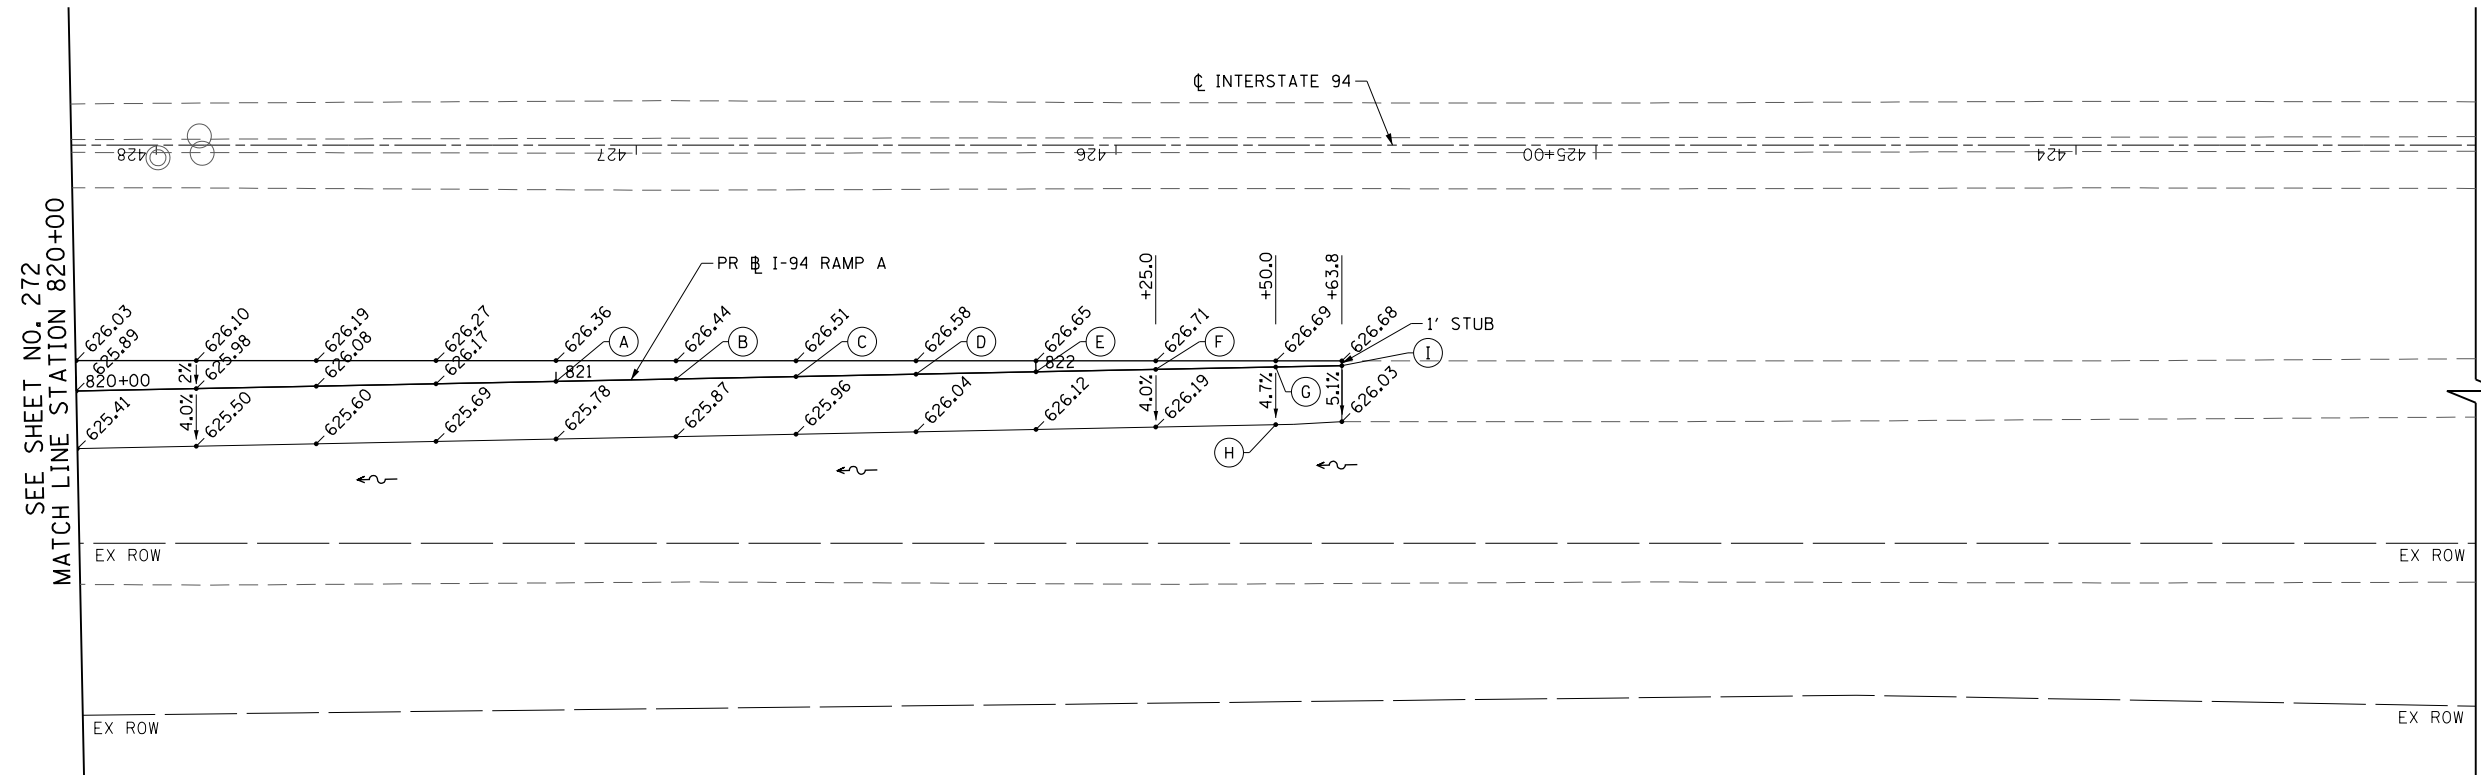 ℄ INTERSTATE 94
428
427
426
425+00
424
SEE SHEET NO. 272
MATCH LINE STATION 820+00
PR ⅊ I-94 RAMP A
+25.0
+50.0
+63.8
626.03
626.10
626.19
626.27
626.36
626.44
626.51
626.58
626.65
626.71
626.69
626.68
1' STUB
625.89
625.98
626.08
626.17
A
B
C
D
E
F
G
H
I
820+00
821
822
2%
4.0%
4.0%
4.7%
5.1%
625.41
625.50
625.60
625.69
625.78
625.87
625.96
626.04
626.12
626.19
626.03
EX ROW
EX ROW
EX ROW
EX ROW